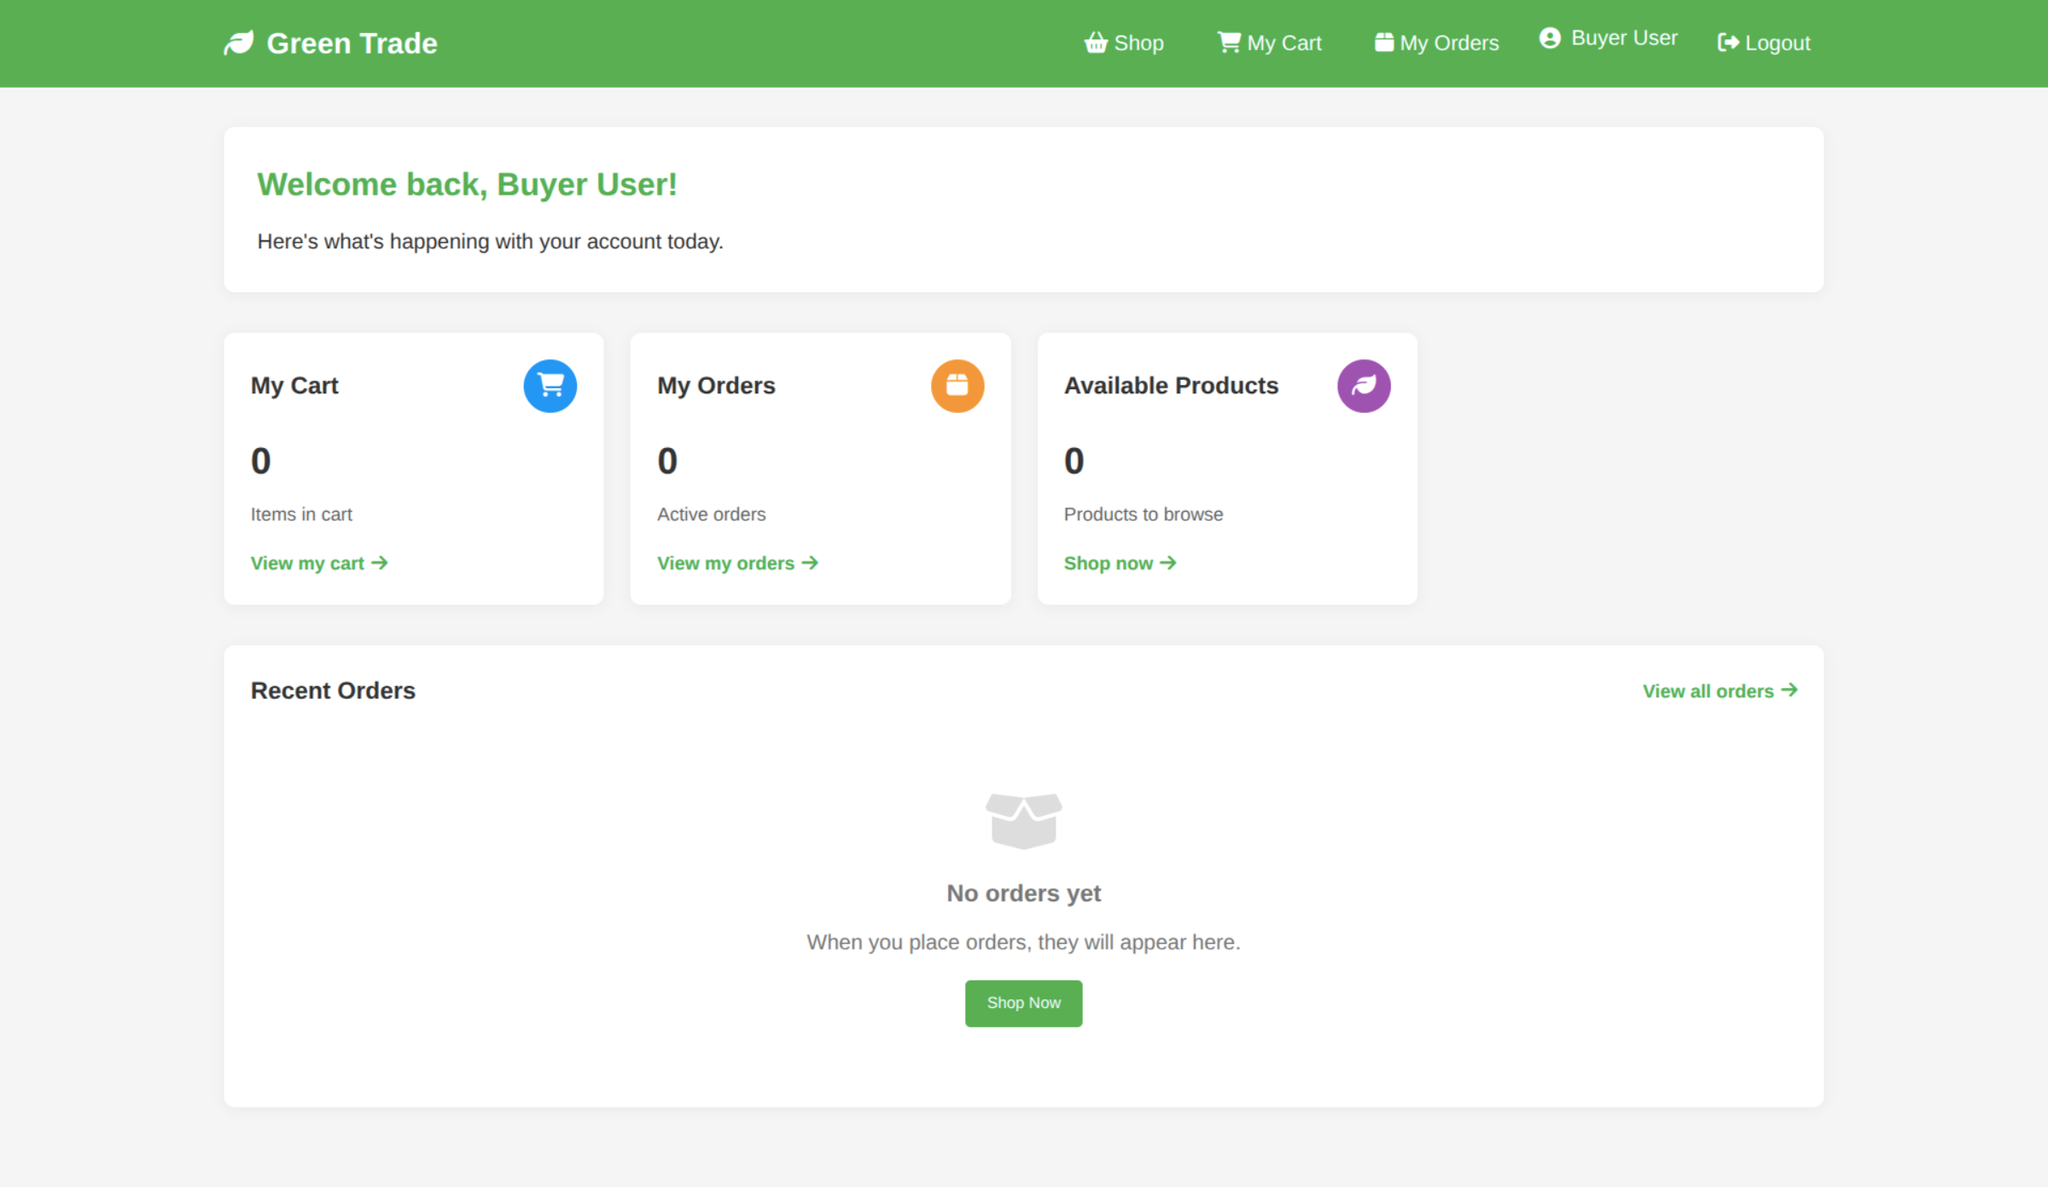 Green Trade
Shop
My Cart
My Orders
Buyer User
Logout
Welcome back, Buyer User!
Here's what's happening with your account today.
My Cart
0
Items in cart
View my cart
My Orders
0
Active orders
View my orders
Available Products
0
Products to browse
Shop now
Recent Orders
View all orders
No orders yet
When you place orders, they will appear here.
Shop Now